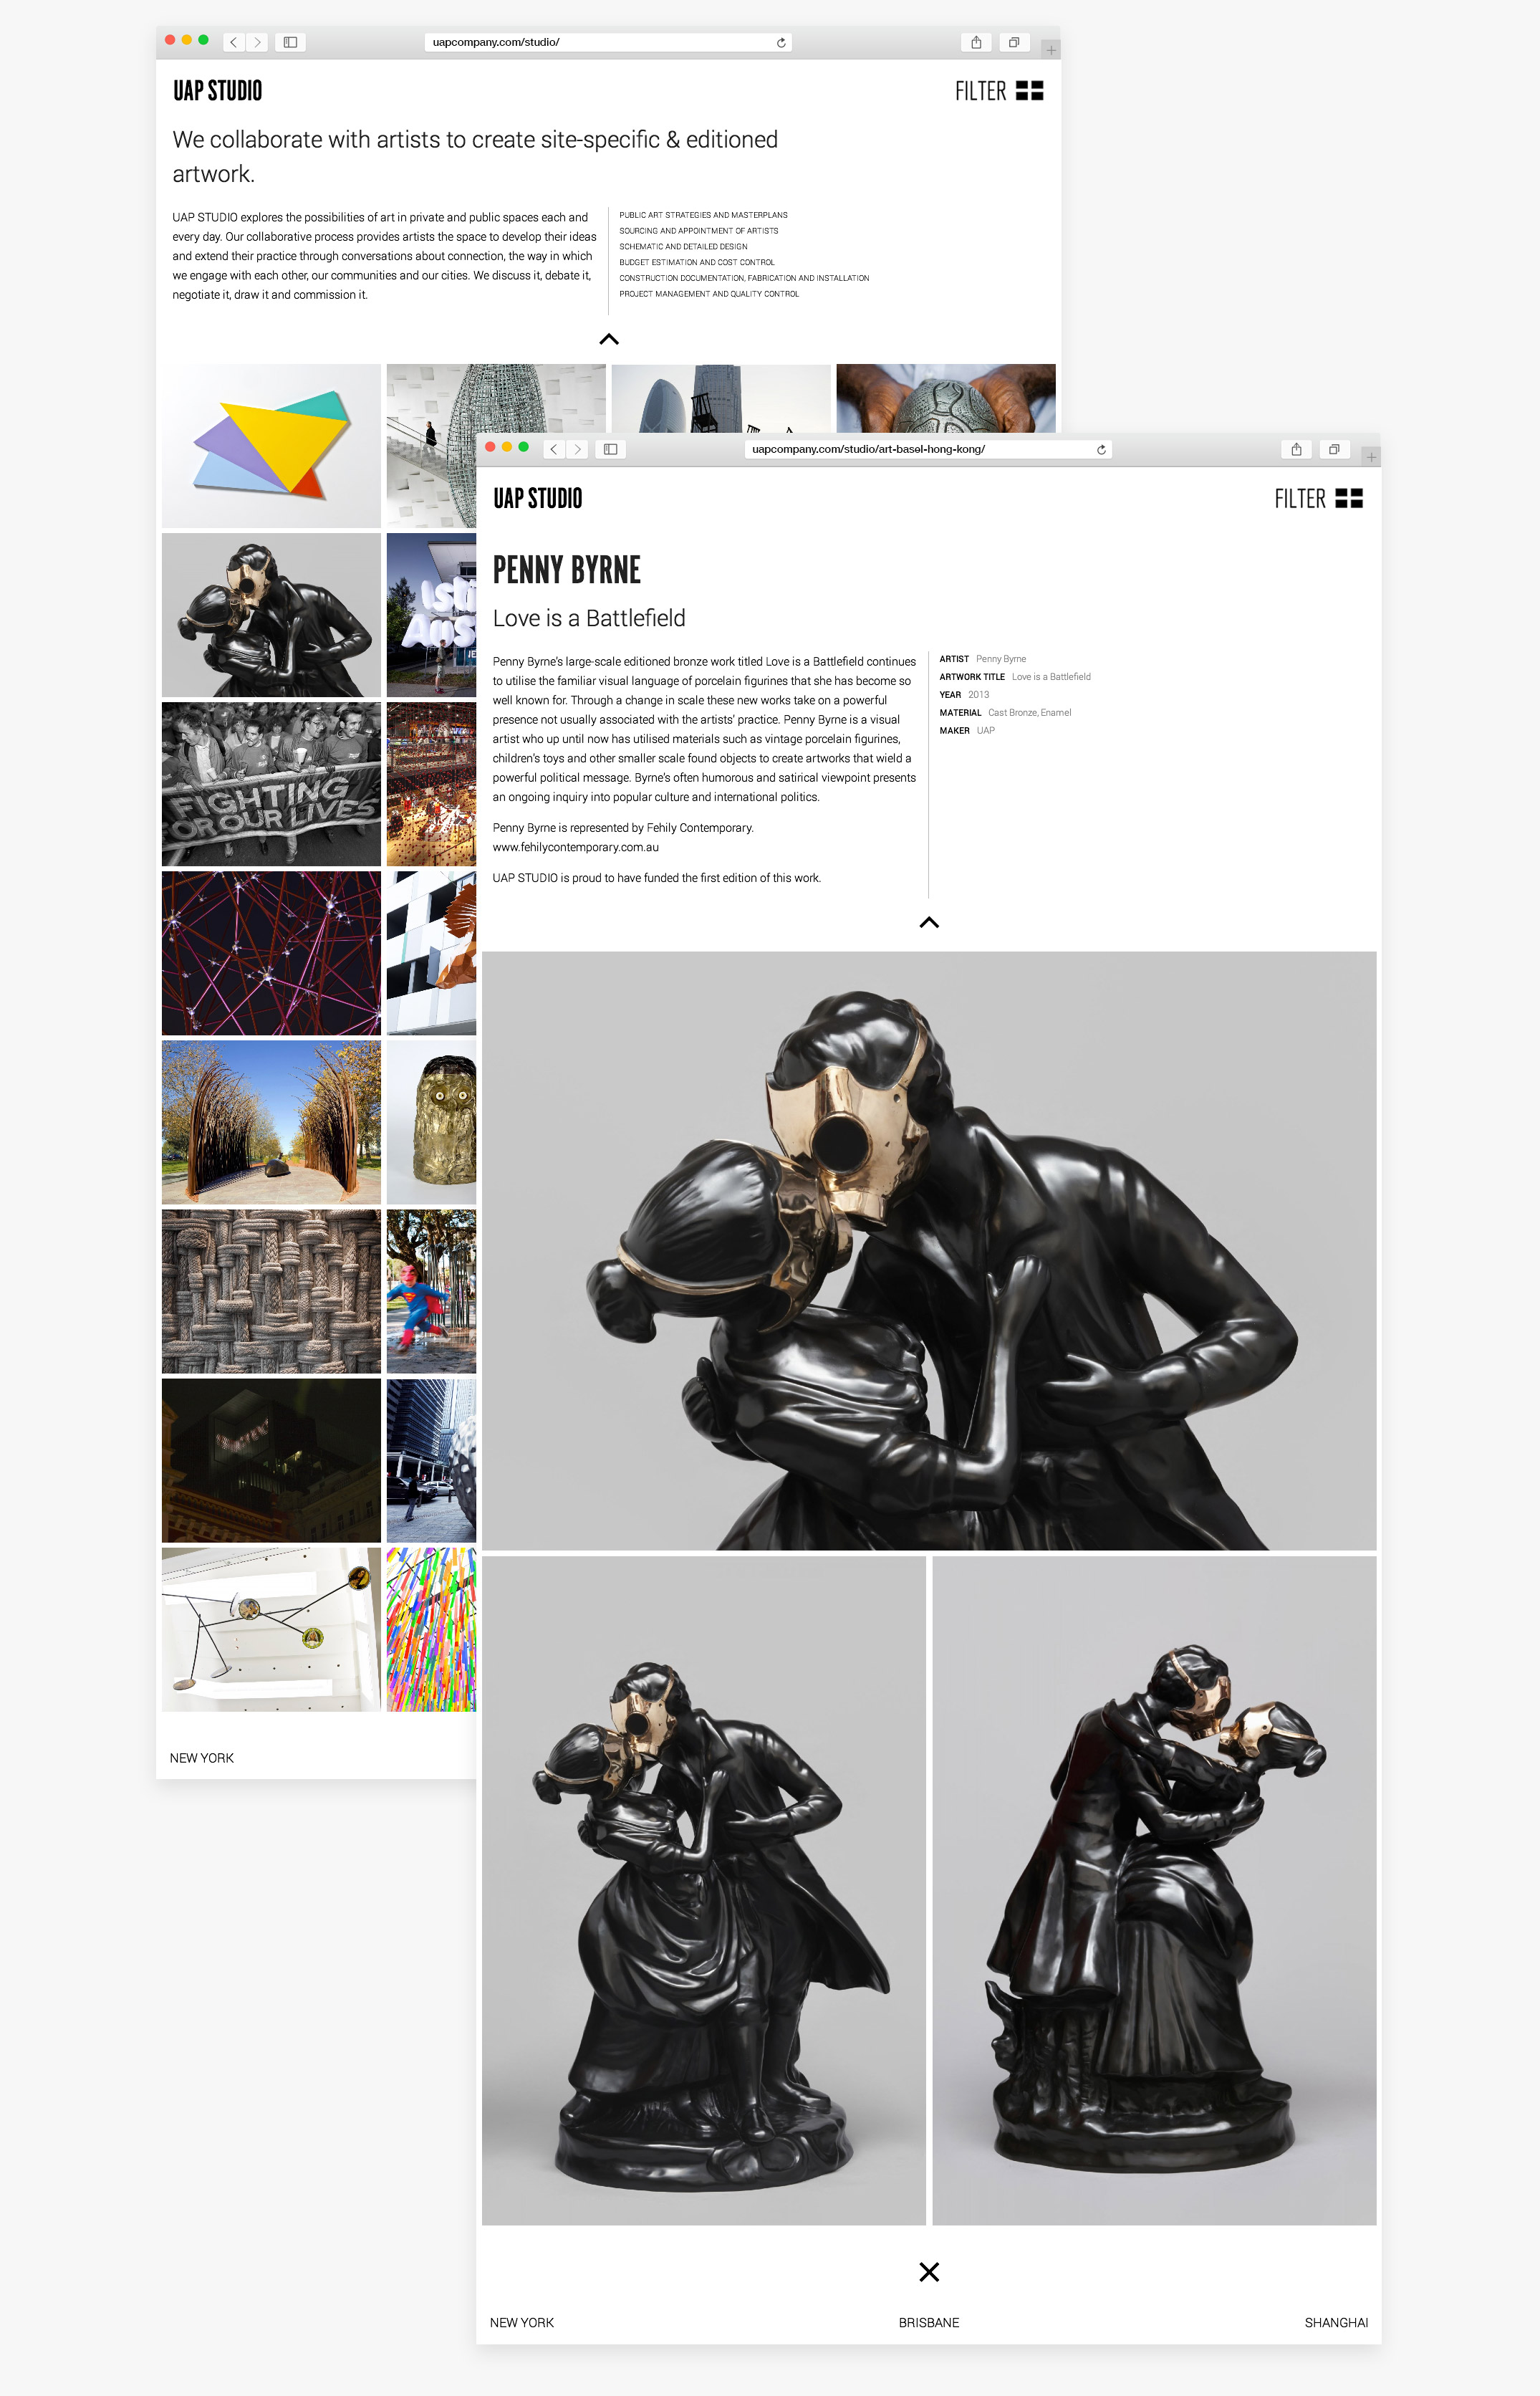 uapcompany.com/studio/
UAP STUDIO
FILTER
We collaborate with artists to create site-specific & editioned
artwork.
UAP STUDIO explores the possibilities of art in private and public spaces each and
every day. Our collaborative process provides artists the space to develop their ideas
and extend their practice through conversations about connection, the way in which
we engage with each other, our communities and our cities. We discuss it, debate it,
negotiate it, draw it and commission it.
PUBLIC ART STRATEGIES AND MASTERPLANS
SOURCING AND APPOINTMENT OF ARTISTS
SCHEMATIC AND DETAILED DESIGN
BUDGET ESTIMATION AND COST CONTROL
CONSTRUCTION DOCUMENTATION, FABRICATION AND INSTALLATION
PROJECT MANAGEMENT AND QUALITY CONTROL
FIGHTING
FOR OUR LIVES
NEW YORK
uapcompany.com/studio/art-basel-hong-kong/
UAP STUDIO
FILTER
PENNY BYRNE
Love is a Battlefield
Penny Byrne's large-scale editioned bronze work titled Love is a Battlefield continues
to utilise the familiar visual language of porcelain figurines that she has become so
well known for. Through a change in scale these new works take on a powerful
presence not usually associated with the artists' practice. Penny Byrne is a visual
artist who up until now has utilised materials such as vintage porcelain figurines,
children's toys and other smaller scale found objects to create artworks that wield a
powerful political message. Byrne's often humorous and satirical viewpoint presents
an ongoing inquiry into popular culture and international politics.
Penny Byrne is represented by Fehily Contemporary.
www.fehilycontemporary.com.au
UAP STUDIO is proud to have funded the first edition of this work.
ARTIST Penny Byrne
ARTWORK TITLE Love is a Battlefield
YEAR 2013
MATERIAL Cast Bronze, Enamel
MAKER UAP
NEW YORK
BRISBANE
SHANGHAI